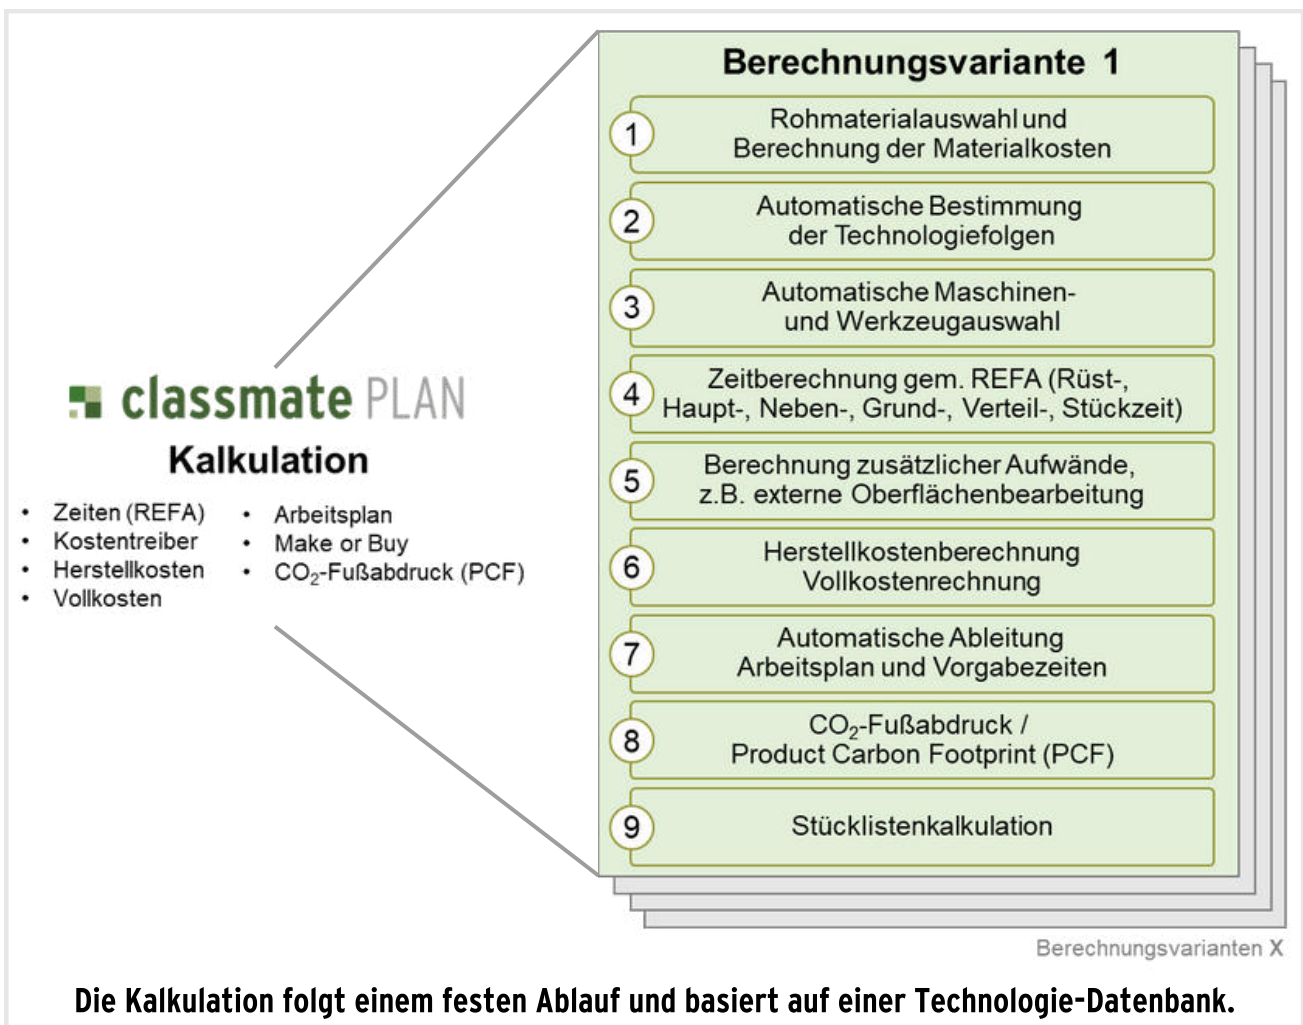 classmate PLAN
Kalkulation
• Zeiten (REFA)
• Kostentreiber
• Herstellkosten
• Vollkosten
• Arbeitsplan
• Make or Buy
• CO₂-Fußabdruck (PCF)
Berechnungsvariante 1
1
Rohmaterialauswahl und
Berechnung der Materialkosten
2
Automatische Bestimmung
der Technologiefolgen
3
Automatische Maschinen-
und Werkzeugauswahl
4
Zeitberechnung gem. REFA (Rüst-,
Haupt-, Neben-, Grund-, Verteil-, Stückzeit)
5
Berechnung zusätzlicher Aufwände,
z.B. externe Oberflächenbearbeitung
6
Herstellkostenberechnung
Vollkostenrechnung
7
Automatische Ableitung
Arbeitsplan und Vorgabezeiten
8
CO₂-Fußabdruck /
Product Carbon Footprint (PCF)
9
Stücklistenkalkulation
Berechnungsvarianten X
Die Kalkulation folgt einem festen Ablauf und basiert auf einer Technologie-Datenbank.